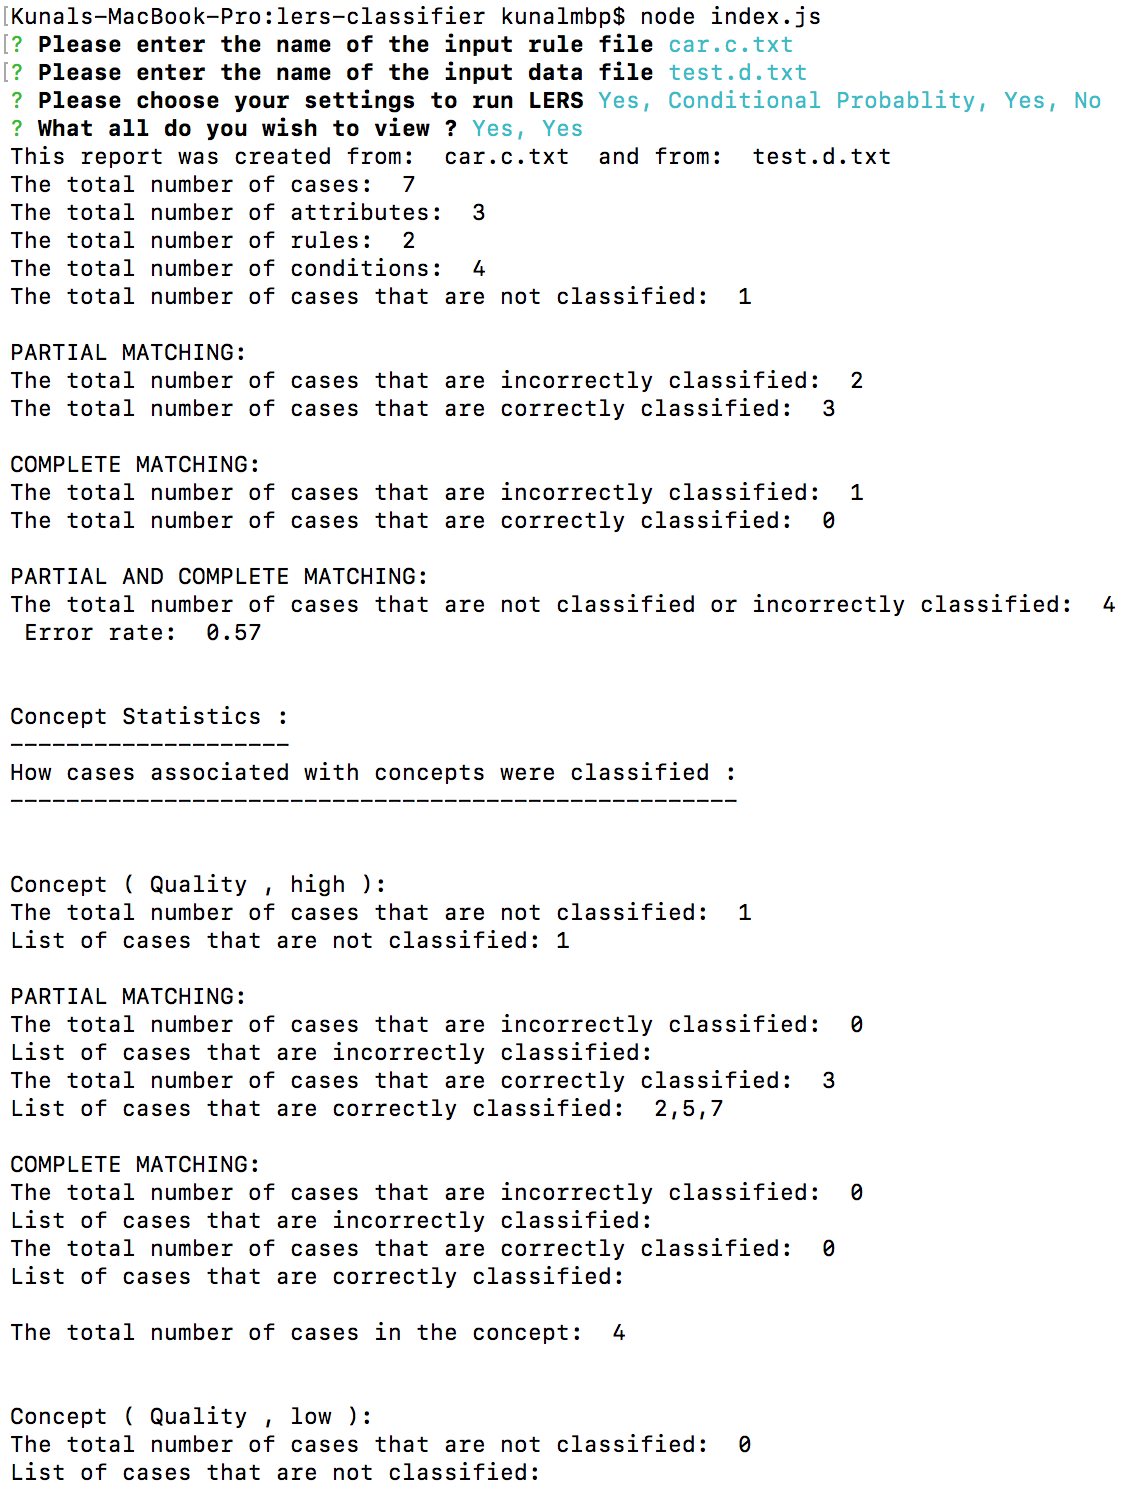 [Kunals-MacBook-Pro:lers-classifier kunalmbp$ node index.js
[? Please enter the name of the input rule file car.c.txt
[? Please enter the name of the input data file test.d.txt
? Please choose your settings to run LERS Yes, Conditional Probablity, Yes, No
? What all do you wish to view ? Yes, Yes
This report was created from:  car.c.txt  and from:  test.d.txt
The total number of cases:  7
The total number of attributes:  3
The total number of rules:  2
The total number of conditions:  4
The total number of cases that are not classified:  1

PARTIAL MATCHING:
The total number of cases that are incorrectly classified:  2
The total number of cases that are correctly classified:  3

COMPLETE MATCHING:
The total number of cases that are incorrectly classified:  1
The total number of cases that are correctly classified:  0

PARTIAL AND COMPLETE MATCHING:
The total number of cases that are not classified or incorrectly classified:  4
 Error rate:  0.57

Concept Statistics :
--------------------
How cases associated with concepts were classified :
----------------------------------------------------

Concept ( Quality , high ):
The total number of cases that are not classified:  1
List of cases that are not classified: 1

PARTIAL MATCHING:
The total number of cases that are incorrectly classified:  0
List of cases that are incorrectly classified:
The total number of cases that are correctly classified:  3
List of cases that are correctly classified:  2,5,7

COMPLETE MATCHING:
The total number of cases that are incorrectly classified:  0
List of cases that are incorrectly classified:
The total number of cases that are correctly classified:  0
List of cases that are correctly classified:

The total number of cases in the concept:  4

Concept ( Quality , low ):
The total number of cases that are not classified:  0
List of cases that are not classified: